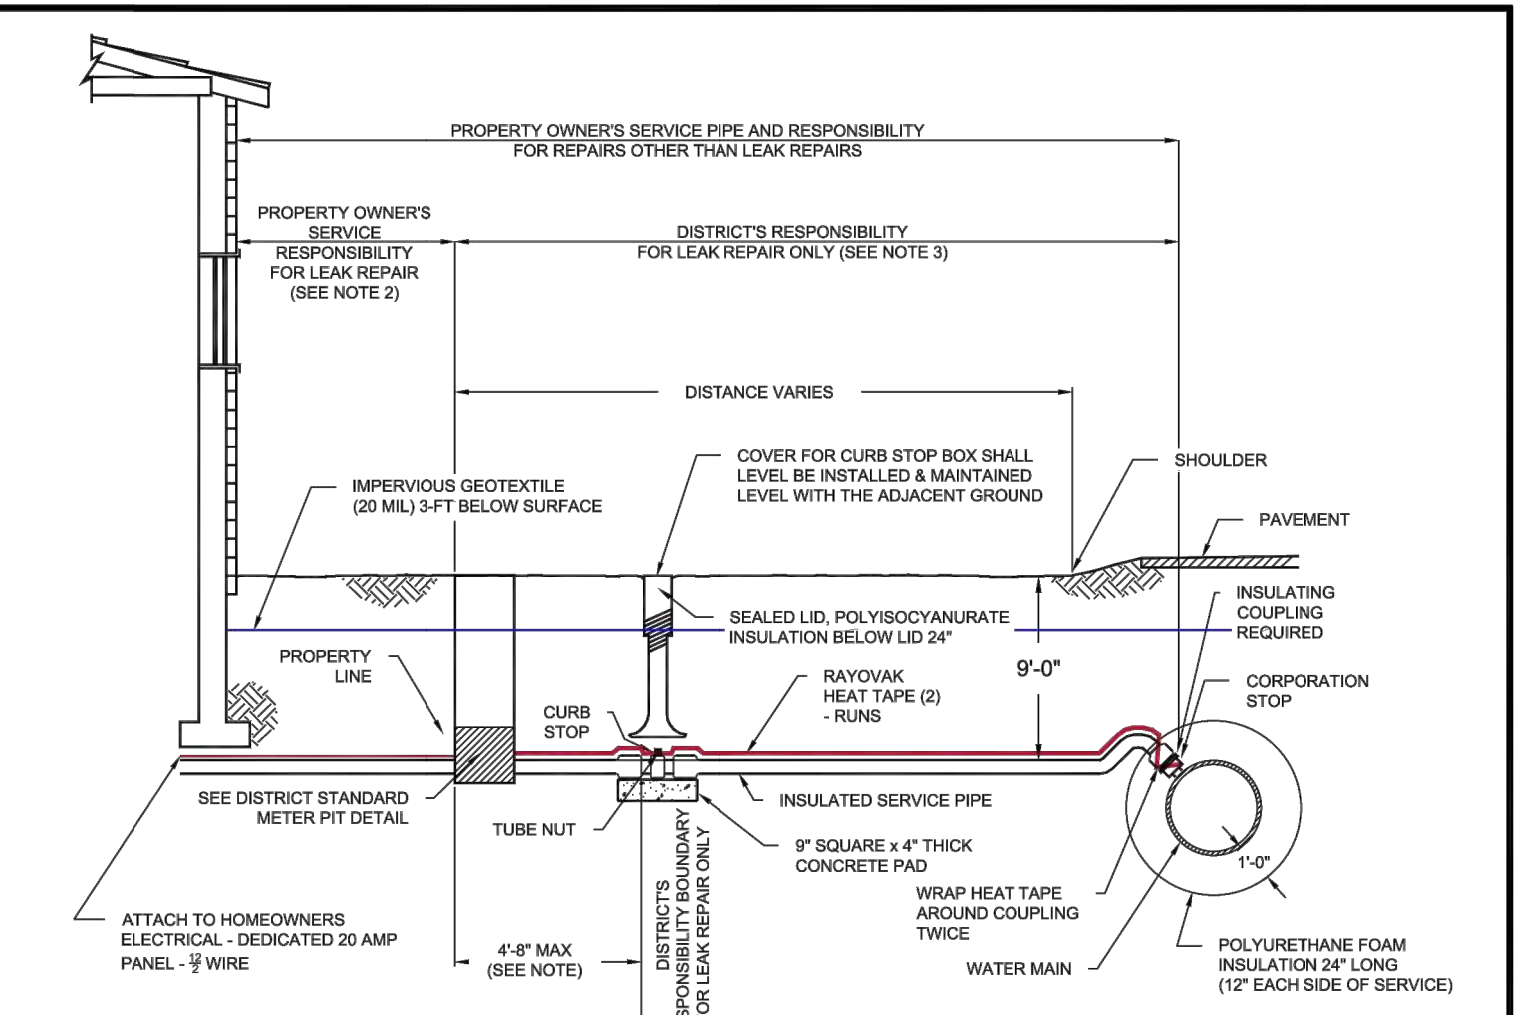 PROPERTY OWNER'S SERVICE PIPE AND RESPONSIBILITY
FOR REPAIRS OTHER THAN LEAK REPAIRS
PROPERTY OWNER'S
SERVICE
RESPONSIBILITY
FOR LEAK REPAIR
(SEE NOTE 2)
DISTRICT'S RESPONSIBILITY
FOR LEAK REPAIR ONLY (SEE NOTE 3)
DISTANCE VARIES
COVER FOR CURB STOP BOX SHALL
LEVEL BE INSTALLED & MAINTAINED
LEVEL WITH THE ADJACENT GROUND
SHOULDER
IMPERVIOUS GEOTEXTILE
(20 MIL) 3-FT BELOW SURFACE
PAVEMENT
SEALED LID, POLYISOCYANURATE
INSULATION BELOW LID 24"
INSULATING
COUPLING
REQUIRED
PROPERTY
LINE
RAYOVAK
HEAT TAPE (2)
- RUNS
9'-0"
CORPORATION
STOP
CURB
STOP
SEE DISTRICT STANDARD
METER PIT DETAIL
INSULATED SERVICE PIPE
TUBE NUT
9" SQUARE x 4" THICK
CONCRETE PAD
1'-0"
WRAP HEAT TAPE
AROUND COUPLING
TWICE
ATTACH TO HOMEOWNERS
ELECTRICAL - DEDICATED 20 AMP
PANEL - 12/2 WIRE
4'-8" MAX
(SEE NOTE)
DISTRICT'S
SPONSIBILITY BOUNDARY
FOR LEAK REPAIR ONLY
WATER MAIN
POLYURETHANE FOAM
INSULATION 24" LONG
(12" EACH SIDE OF SERVICE)